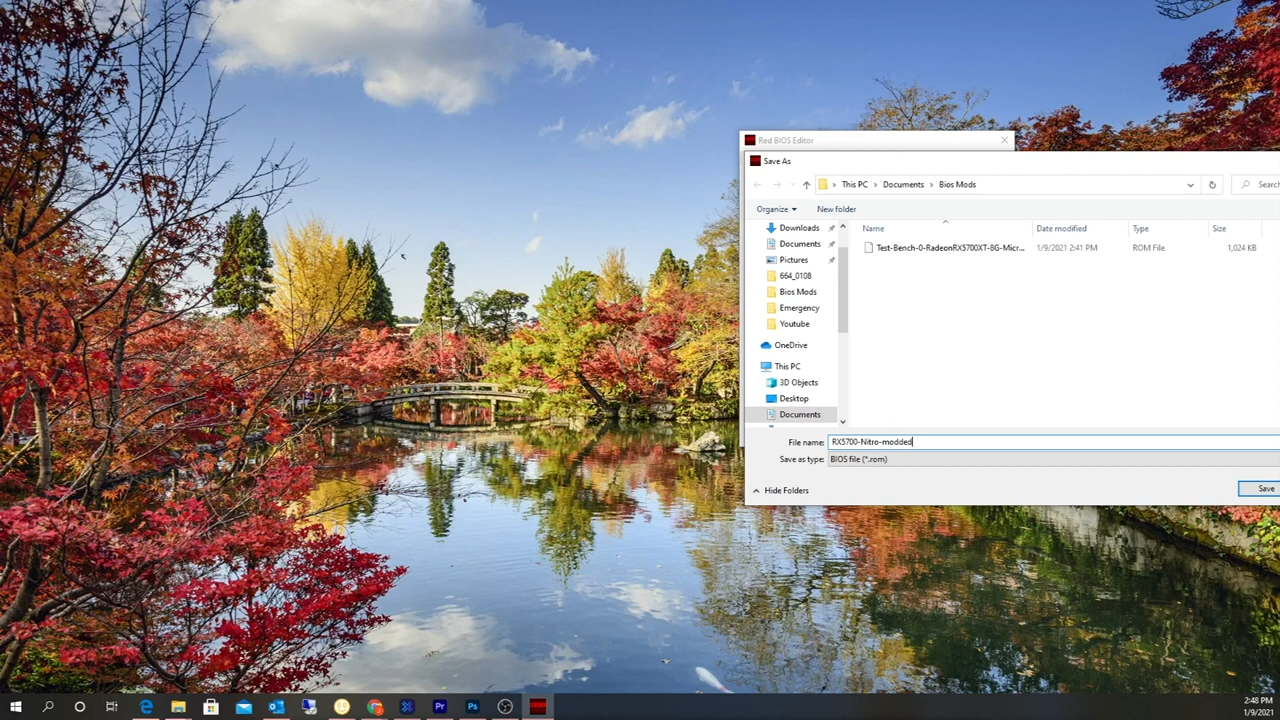 Red BIOS Editor
Save As
This PC > Documents > Bios Mods
Search
Organize
New folder
Name
Date modified
Type
Size
Downloads
Documents
Pictures
664_0108
Bios Mods
Emergency
Youtube
OneDrive
This PC
3D Objects
Desktop
Documents
Test-Bench-0-RadeonRX5700XT-8G-Micr...
1/9/2021 2:41 PM
ROM File
1,024 KB
File name: RX5700-Nitro-modded
Save as type: BIOS file (*.rom)
Hide Folders
Save
Pr
Ps
2:48 PM
1/9/2021